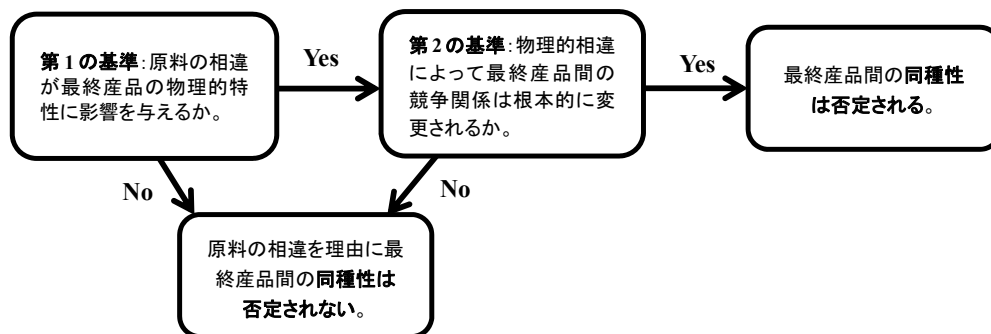 第1の基準:原料の相違
が最終産品の物理的特
性に影響を与えるか。
Yes
第2の基準:物理的相違
によって最終産品間の
競争関係は根本的に変
更されるか。
Yes
最終産品間の同種性
は否定される。
No
No
原料の相違を理由に最
終産品間の同種性は
否定されない。